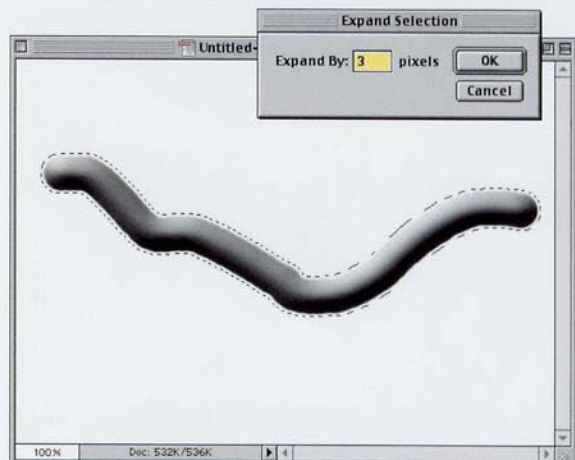 Expand Selection
Untitled-
Expand By: 3 pixels
OK
Cancel
100%
Doc: 532K/536K